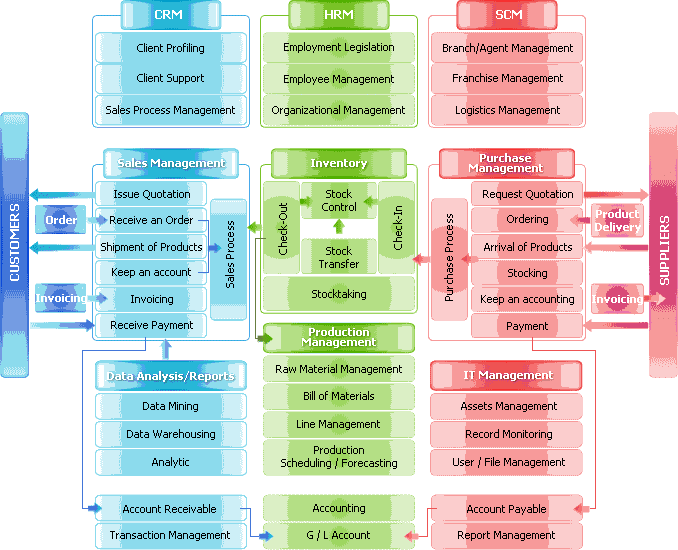 CRM
Client Profiling
Client Support
Sales Process Management
HRM
Employment Legislation
Employee Management
Organizational Management
SCM
Branch/Agent Management
Franchise Management
Logistics Management
CUSTOMERS
Order
Invoicing
Sales Management
Issue Quotation
Receive an Order
Shipment of Products
Keep an account
Invoicing
Receive Payment
Sales Process
Inventory
Check-Out
Stock
Control
Stock
Transfer
Check-In
Stocktaking
Purchase
Management
Purchase Process
Request Quotation
Ordering
Arrival of Products
Stocking
Keep an accounting
Payment
Product
Delivery
Invoicing
SUPPLIERS
Data Analysis/Reports
Data Mining
Data Warehousing
Analytic
Production
Management
Raw Material Management
Bill of Materials
Line Management
Production
Scheduling / Forecasting
IT Management
Assets Management
Record Monitoring
User / File Management
Account Receivable
Transaction Management
Accounting
G / L Account
Account Payable
Report Management